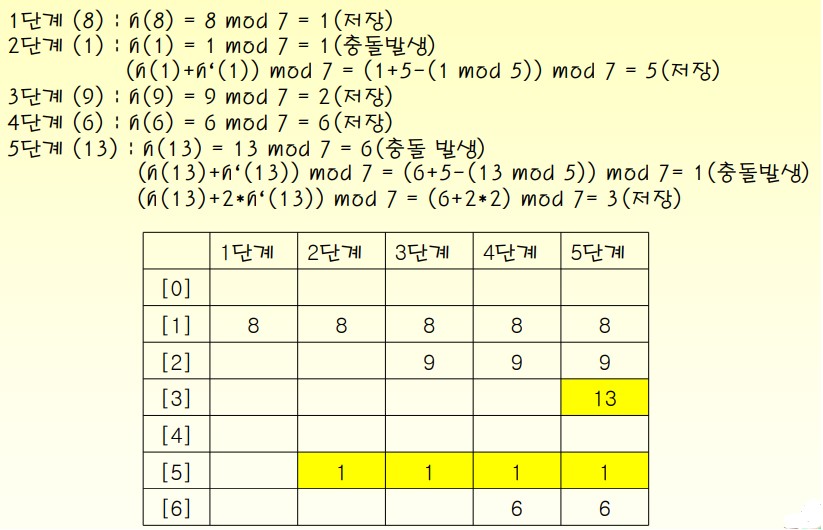 1단계 (8) : h(8) = 8 mod 7 = 1(저장)
2단계 (1) : h(1) = 1 mod 7 = 1(충돌발생)
(h(1)+h‘(1)) mod 7 = (1+5-(1 mod 5)) mod 7 = 5(저장)
3단계 (9) : h(9) = 9 mod 7 = 2(저장)
4단계 (6) : h(6) = 6 mod 7 = 6(저장)
5단계 (13) : h(13) = 13 mod 7 = 6(충돌 발생)
(h(13)+h‘(13)) mod 7 = (6+5-(13 mod 5)) mod 7= 1(충돌발생)
(h(13)+2*h‘(13)) mod 7 = (6+2*2) mod 7= 3(저장)
1단계 2단계 3단계 4단계 5단계
[0]
[1] 8 8 8 8 8
[2] 9 9 9
[3] 13
[4]
[5] 1 1 1 1
[6] 6 6